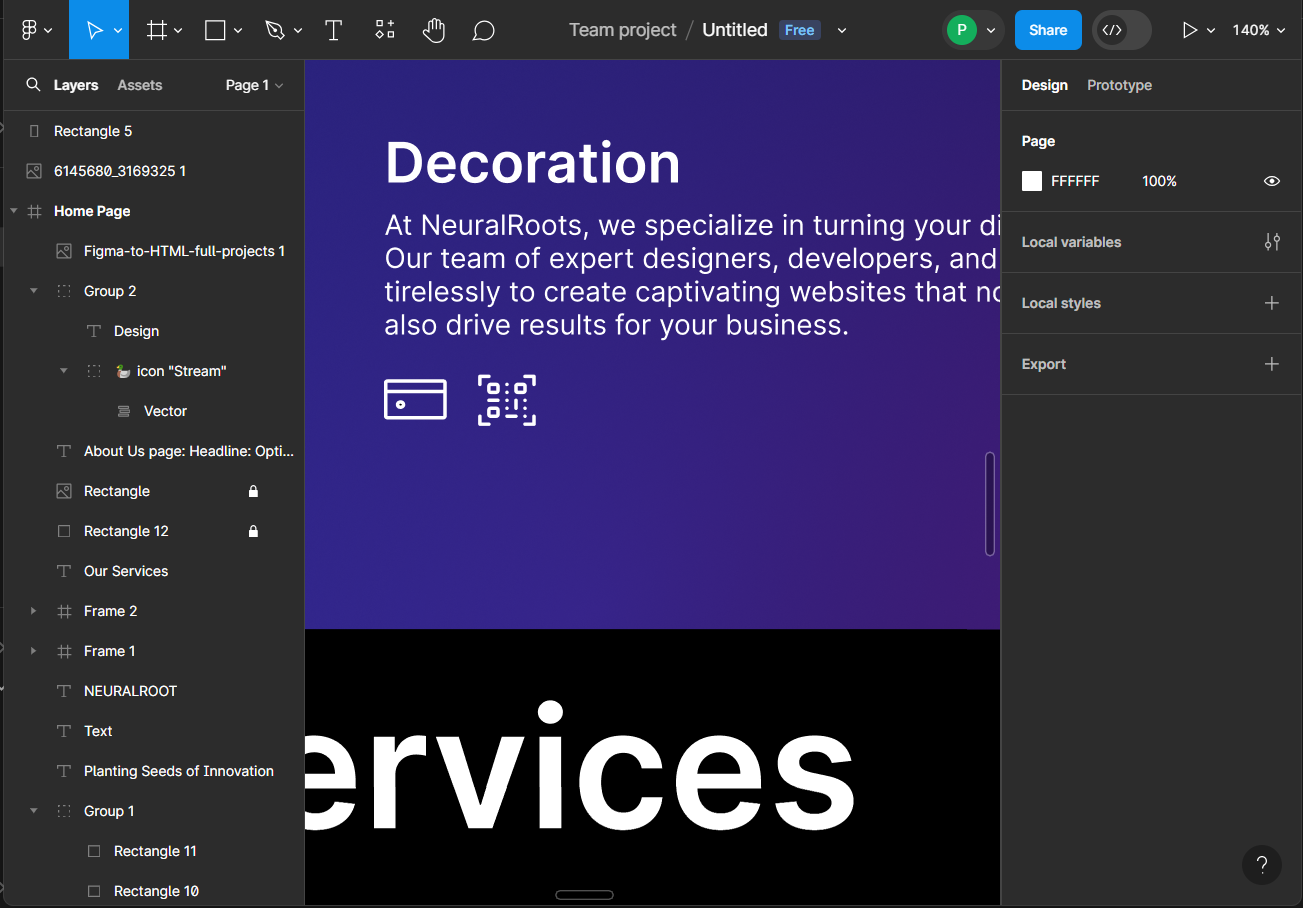 Team project / Untitled Free
P
Share
140%
Layers Assets Page 1
Rectangle 5
6145680_3169325 1
Home Page
Figma-to-HTML-full-projects 1
Group 2
Design
icon "Stream"
Vector
About Us page: Headline: Opti...
Rectangle
Rectangle 12
Our Services
Frame 2
Frame 1
NEURALROOT
Text
Planting Seeds of Innovation
Group 1
Rectangle 11
Rectangle 10
Decoration
At NeuralRoots, we specialize in turning your di
Our team of expert designers, developers, and
tirelessly to create captivating websites that no
also drive results for your business.
ervices
Design Prototype
Page
FFFFFF 100%
Local variables
Local styles
Export
?